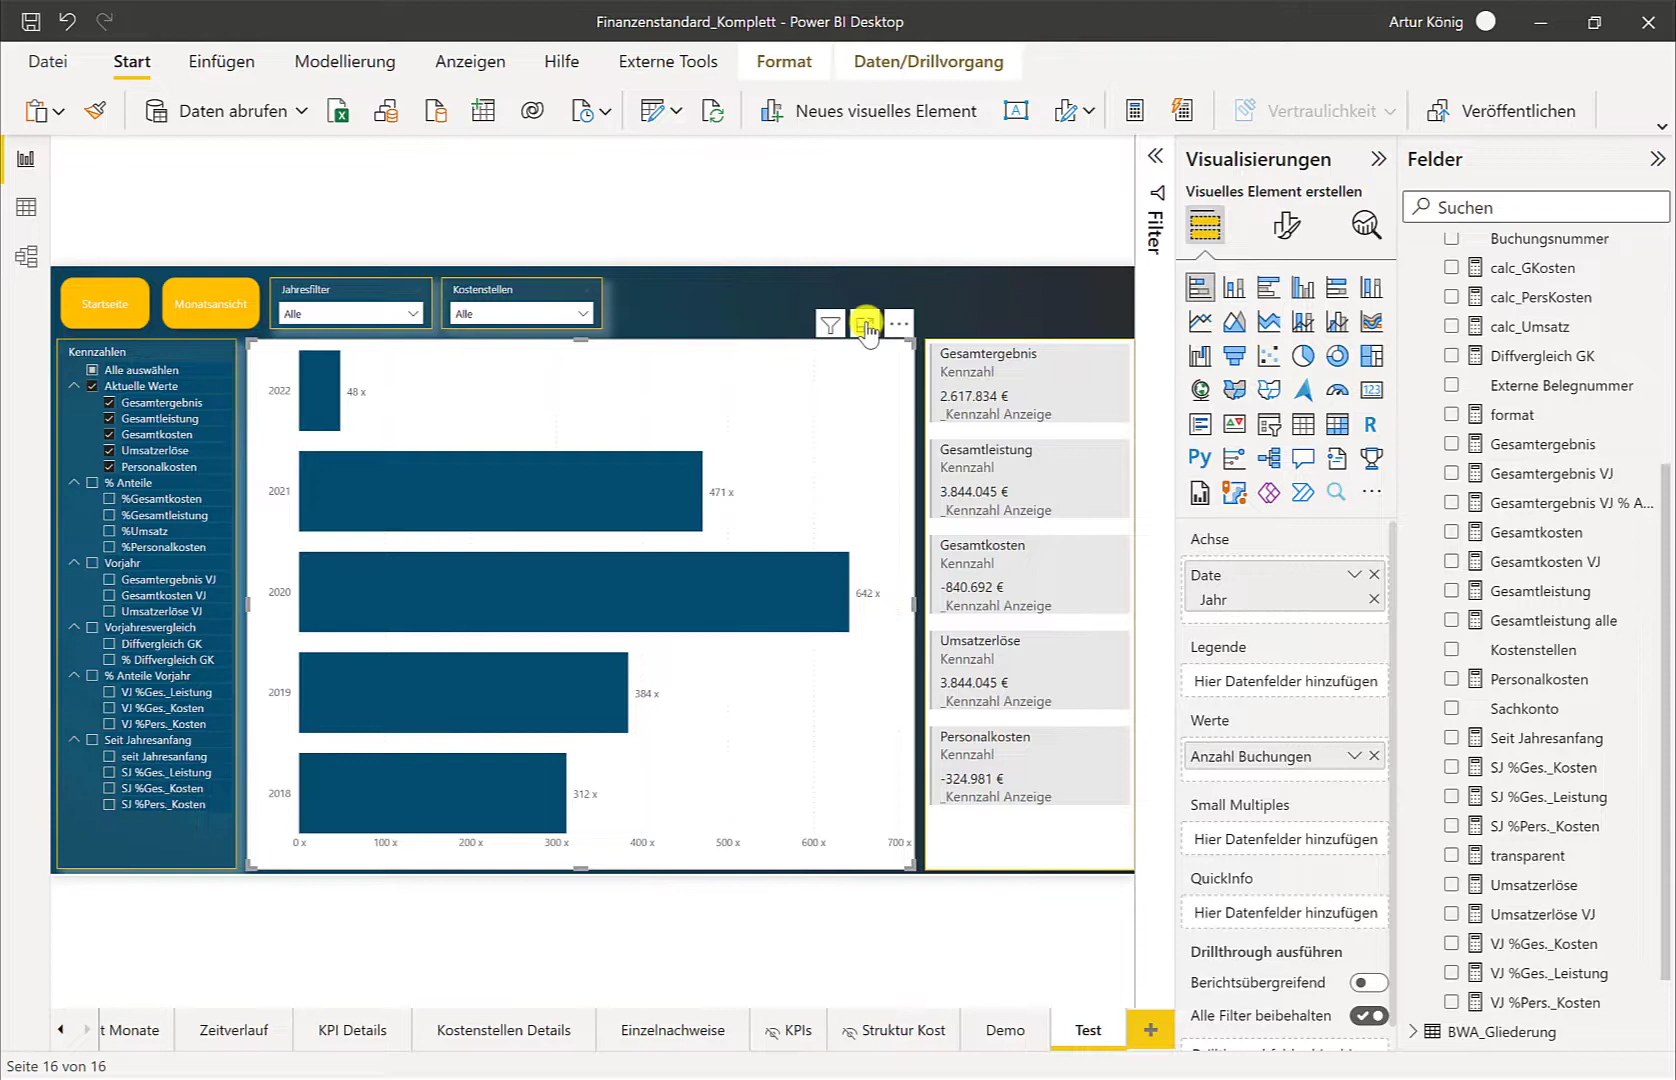 Finanzenstandard_Komplett - Power BI Desktop
Artur König
Datei
Start
Einfügen
Modellierung
Anzeigen
Hilfe
Externe Tools
Format
Daten/Drillvorgang
Daten abrufen
Neues visuelles Element
Vertraulichkeit
Veröffentlichen
Startseite
Monatsansicht
Jahresfilter
Alle
Kostenstellen
Alle
Kennzahlen
Alle auswählen
Aktuelle Werte
Gesamtergebnis
Gesamtleistung
Gesamtkosten
Umsatzerlöse
Personalkosten
% Anteile
%Gesamtkosten
%Gesamtleistung
%Umsatz
%Personalkosten
Vorjahr
Gesamtergebnis VJ
Gesamtkosten VJ
Umsatzerlöse VJ
Vorjahresvergleich
Diffvergleich GK
% Diffvergleich GK
% Anteile Vorjahr
VJ %Ges._Leistung
VJ %Ges._Kosten
VJ %Pers._Kosten
Seit Jahresanfang
seit Jahresanfang
SJ %Ges._Leistung
SJ %Ges._Kosten
SJ %Pers._Kosten
2022
48 x
2021
471 x
2020
642 x
2019
384 x
2018
312 x
0 x
100 x
200 x
300 x
400 x
500 x
600 x
700 x
Gesamtergebnis
Kennzahl
2.617.834 €
_Kennzahl Anzeige
Gesamtleistung
Kennzahl
3.844.045 €
_Kennzahl Anzeige
Gesamtkosten
Kennzahl
-840.692 €
_Kennzahl Anzeige
Umsatzerlöse
Kennzahl
3.844.045 €
_Kennzahl Anzeige
Personalkosten
Kennzahl
-324.981 €
_Kennzahl Anzeige
Filter
Visualisierungen
Visuelles Element erstellen
123
R
Py
Achse
Date
Jahr
Legende
Hier Datenfelder hinzufügen
Werte
Anzahl Buchungen
Small Multiples
Hier Datenfelder hinzufügen
QuickInfo
Hier Datenfelder hinzufügen
Drillthrough ausführen
Berichtsübergreifend
Alle Filter beibehalten
Felder
Suchen
Buchungsnummer
calc_GKosten
calc_PersKosten
calc_Umsatz
Diffvergleich GK
Externe Belegnummer
format
Gesamtergebnis
Gesamtergebnis VJ
Gesamtergebnis VJ % A...
Gesamtkosten
Gesamtkosten VJ
Gesamtleistung
Gesamtleistung alle
Kostenstellen
Personalkosten
Sachkonto
Seit Jahresanfang
SJ %Ges._Kosten
SJ %Ges._Leistung
SJ %Pers._Kosten
transparent
Umsatzerlöse
Umsatzerlöse VJ
VJ %Ges._Kosten
VJ %Ges._Leistung
VJ %Pers._Kosten
BWA_Gliederung
t Monate
Zeitverlauf
KPI Details
Kostenstellen Details
Einzelnachweise
KPIs
Struktur Kost
Demo
Test
Seite 16 von 16